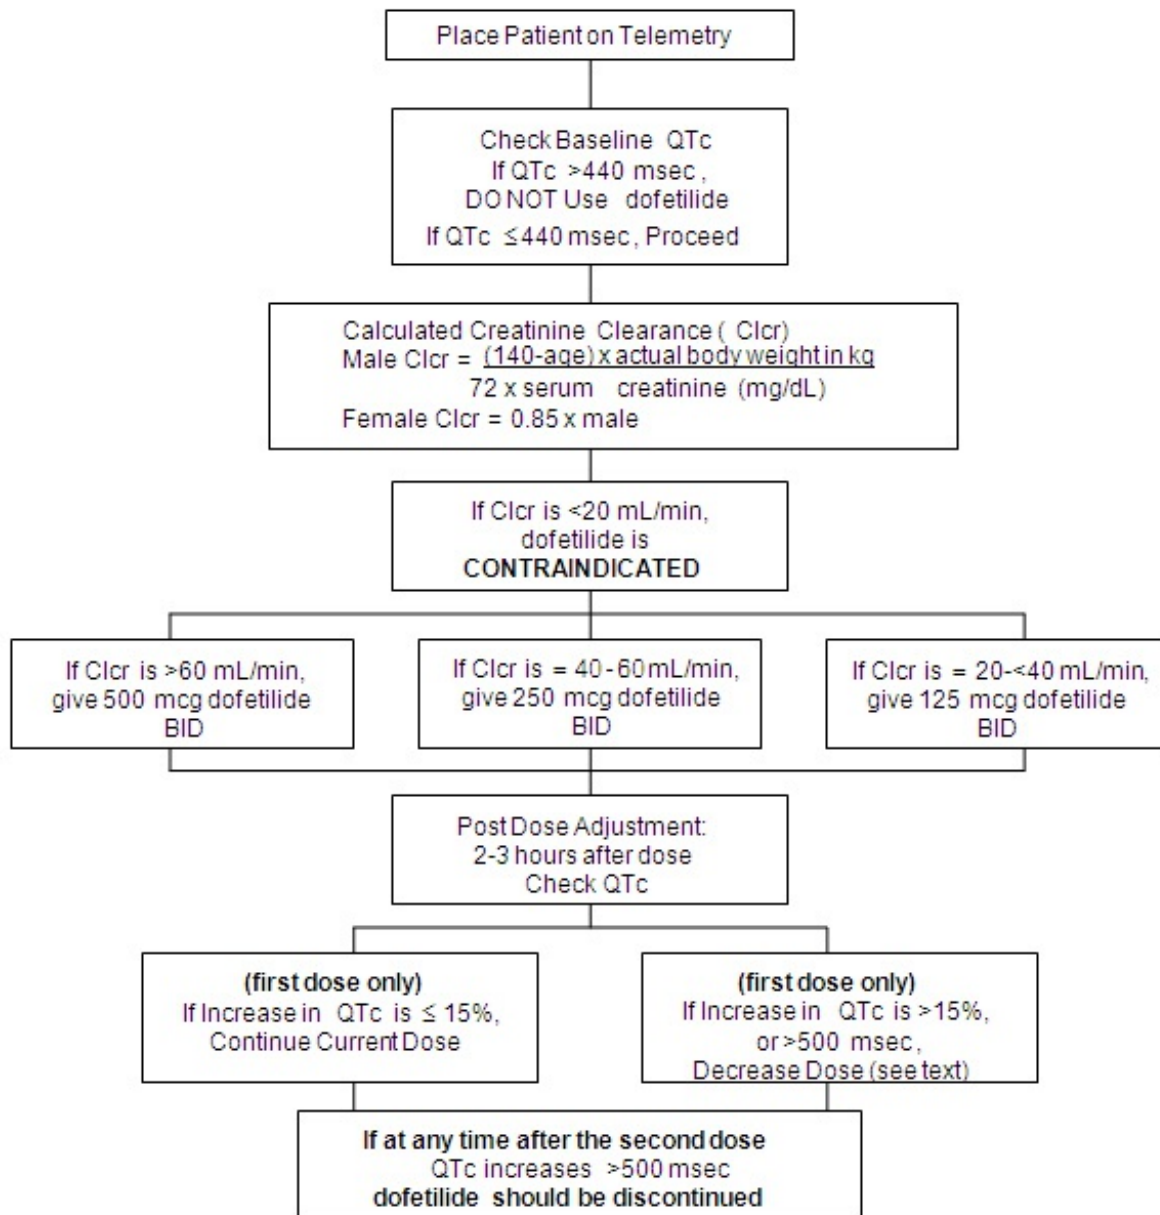 Place Patient on Telemetry
Check Baseline QTc
If QTc >440 msec,
DO NOT Use dofetilide
If QTc ≤440 msec, Proceed
Calculated Creatinine Clearance ( Clcr)
Male Clcr = (140-age) x actual body weight in kg
72 x serum creatinine (mg/dL)
Female Clcr = 0.85 x male
If Clcr is <20 mL/min,
dofetilide is
CONTRAINDICATED
If Clcr is >60 mL/min,
give 500 mcg dofetilide
BID
If Clcr is = 40-60 mL/min,
give 250 mcg dofetilide
BID
If Clcr is = 20-<40 mL/min,
give 125 mcg dofetilide
BID
Post Dose Adjustment:
2-3 hours after dose
Check QTc
(first dose only)
If Increase in QTc is ≤ 15%,
Continue Current Dose
(first dose only)
If Increase in QTc is >15%,
or >500 msec,
Decrease Dose (see text)
If at any time after the second dose
QTc increases >500 msec
dofetilide should be discontinued